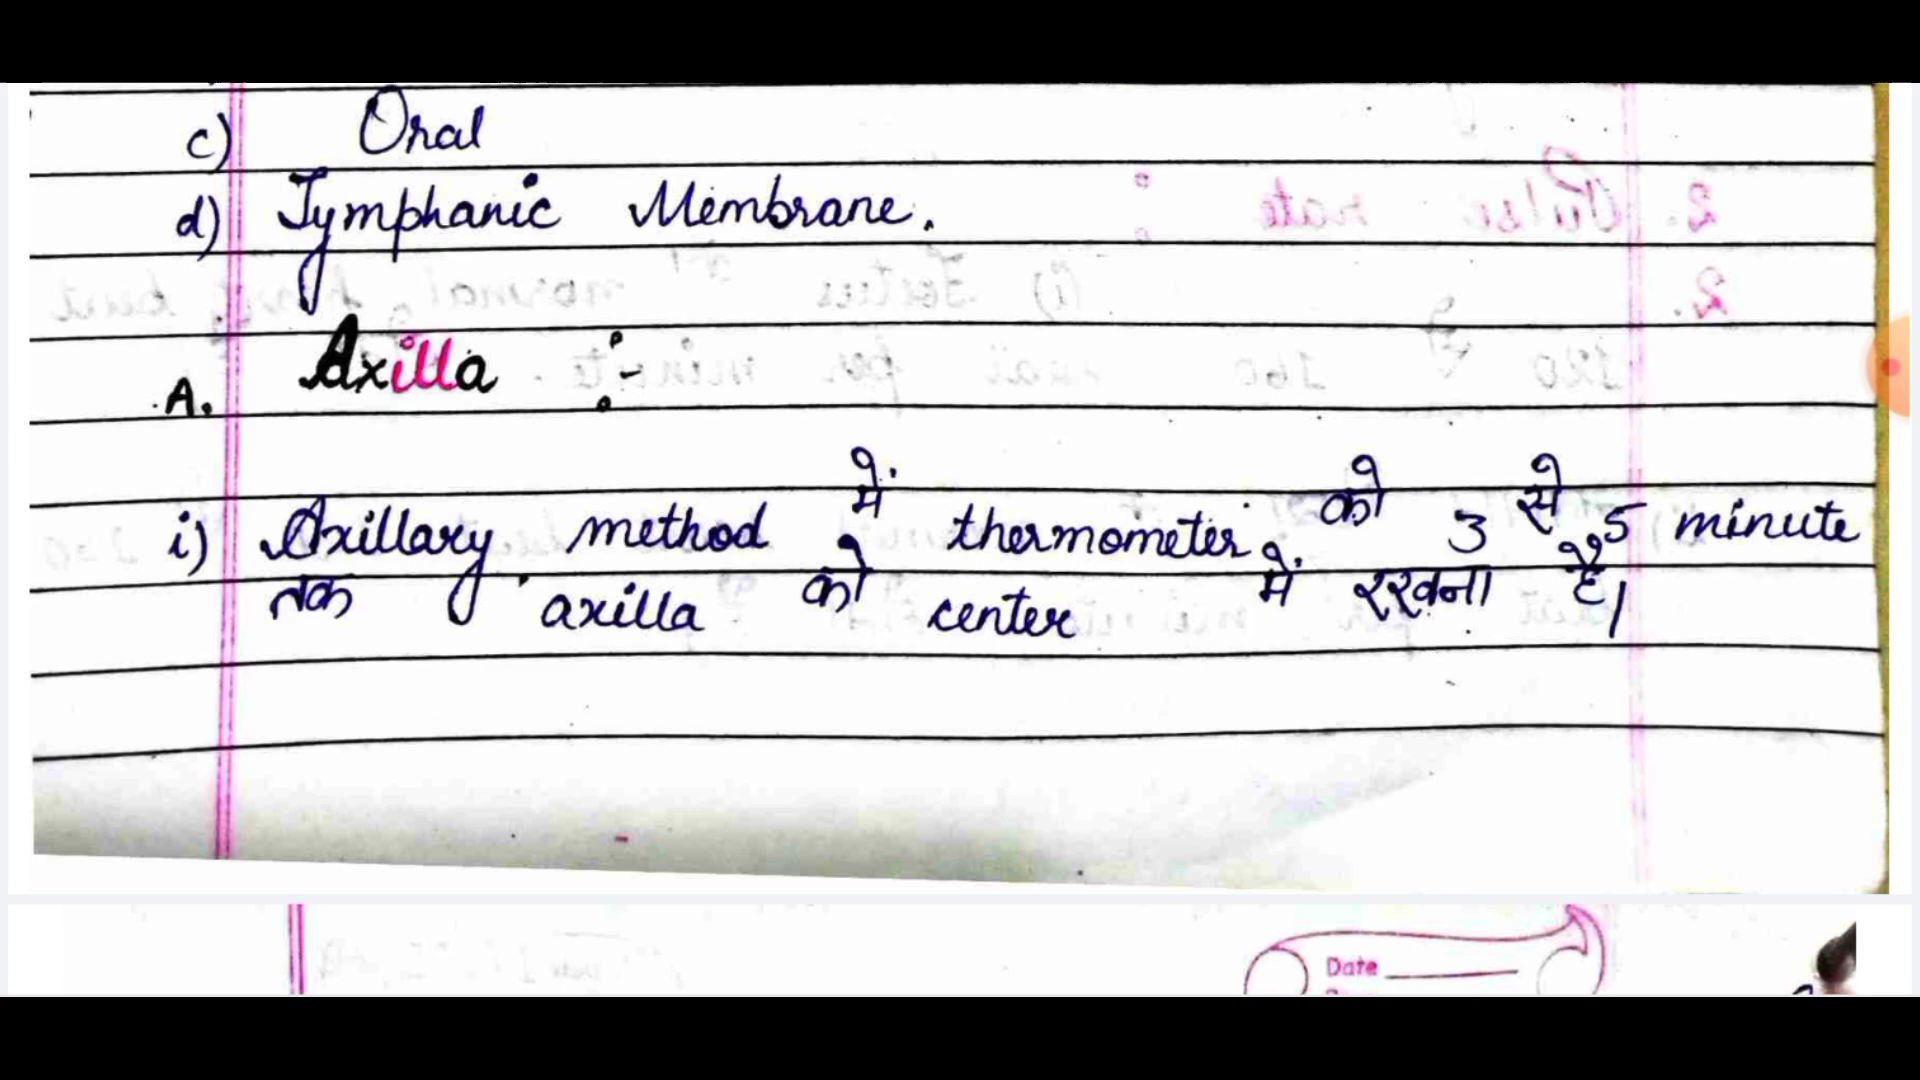 c) Oral
d) Tymphanic Membrane.
A. Axilla :-
i) Axillary method में thermometer को 3 से 5 minute
तक axilla को center में रखना है।
Date